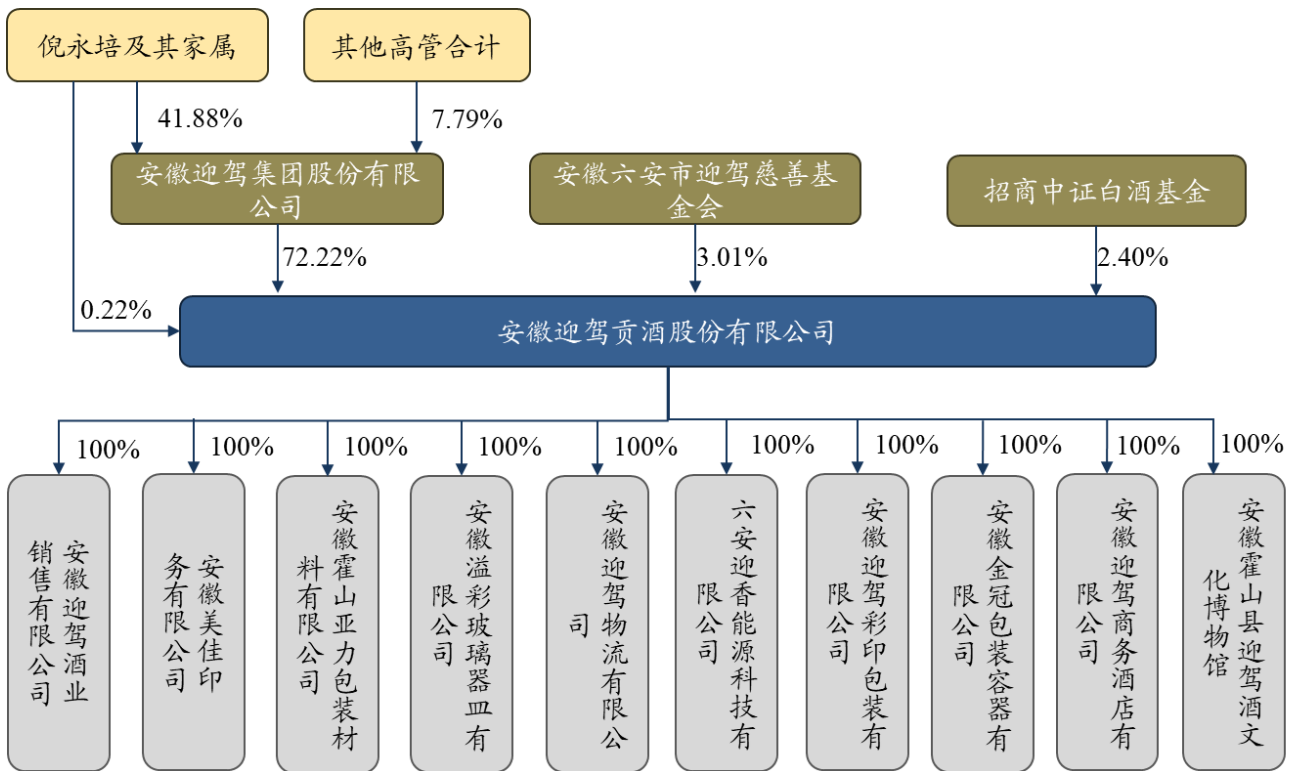 倪永培及其家属
其他高管合计
41.88%
7.79%
安徽迎驾集团股份有限
公司
安徽六安市迎驾慈善基
金会
招商中证白酒基金
72.22%
3.01%
2.40%
0.22%
安徽迎驾贡酒股份有限公司
100%
100%
100%
100%
100%
100%
100%
100%
100%
100%
安徽迎驾酒业
销售有限公司
安徽美佳印
务有限公司
安徽霍山亚力包装材
料有限公司
安徽溢彩玻璃器皿有
限公司
安徽迎驾物流有限公
司
六安迎香能源科技有
限公司
安徽迎驾彩印包装有
限公司
安徽金冠包装容器有
限公司
安徽迎驾商务酒店有
限公司
安徽霍山县迎驾酒文
化博物馆